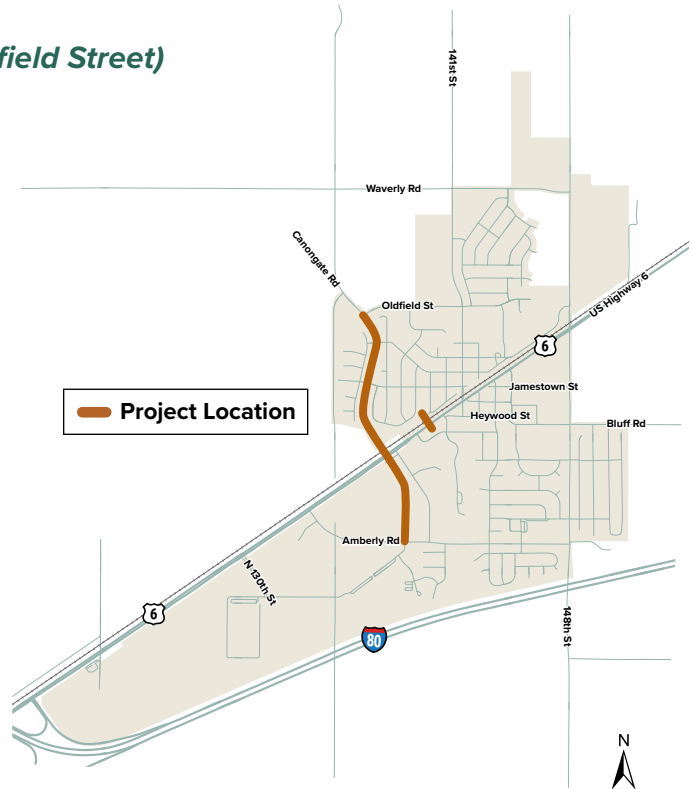 field Street)
141st St
Waverly Rd
Canongate Rd
Oldfield St
US Highway 6
6
Jamestown St
Project Location
Heywood St
Bluff Rd
Amberly Rd
N 130th St
6
148th St
80
N